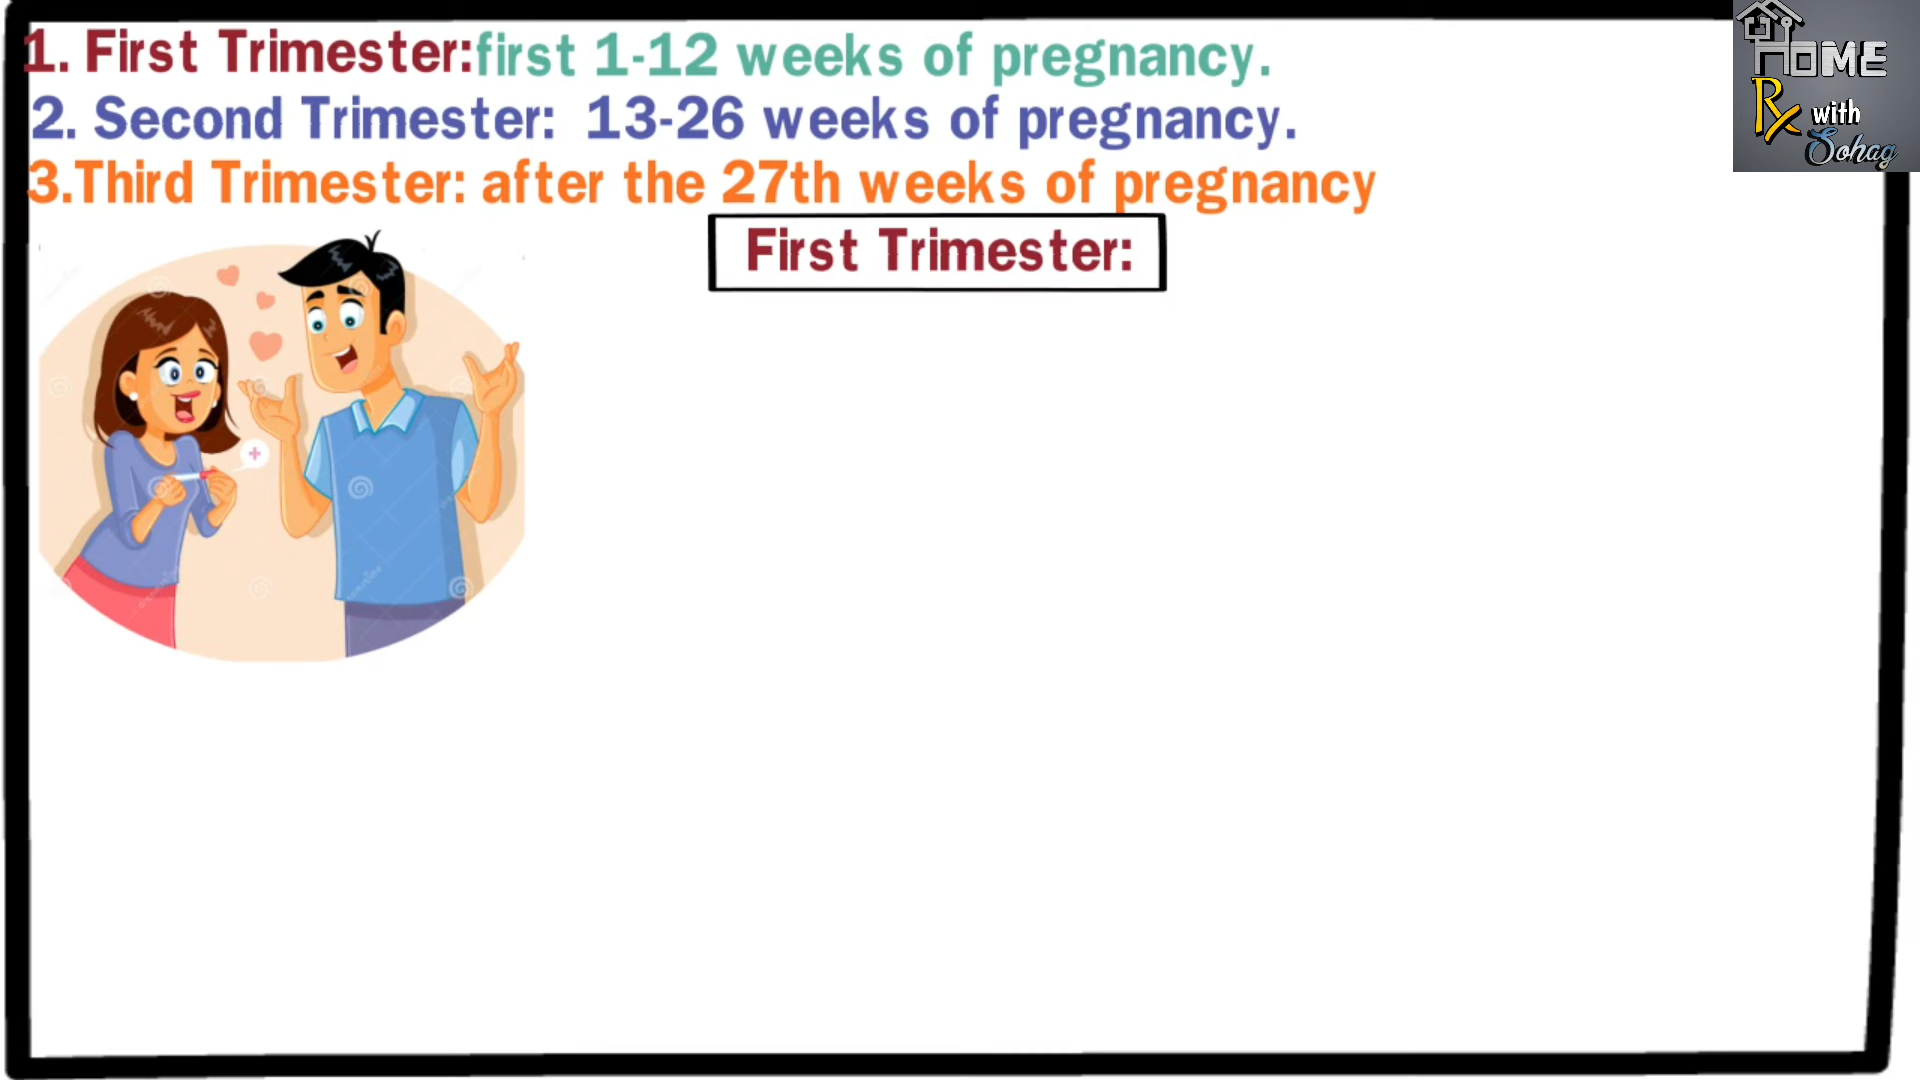 1. First Trimester:first 1-12 weeks of pregnancy.
2. Second Trimester: 13-26 weeks of pregnancy.
3.Third Trimester: after the 27th weeks of pregnancy
First Trimester:
HOME
Rx with
Sohag